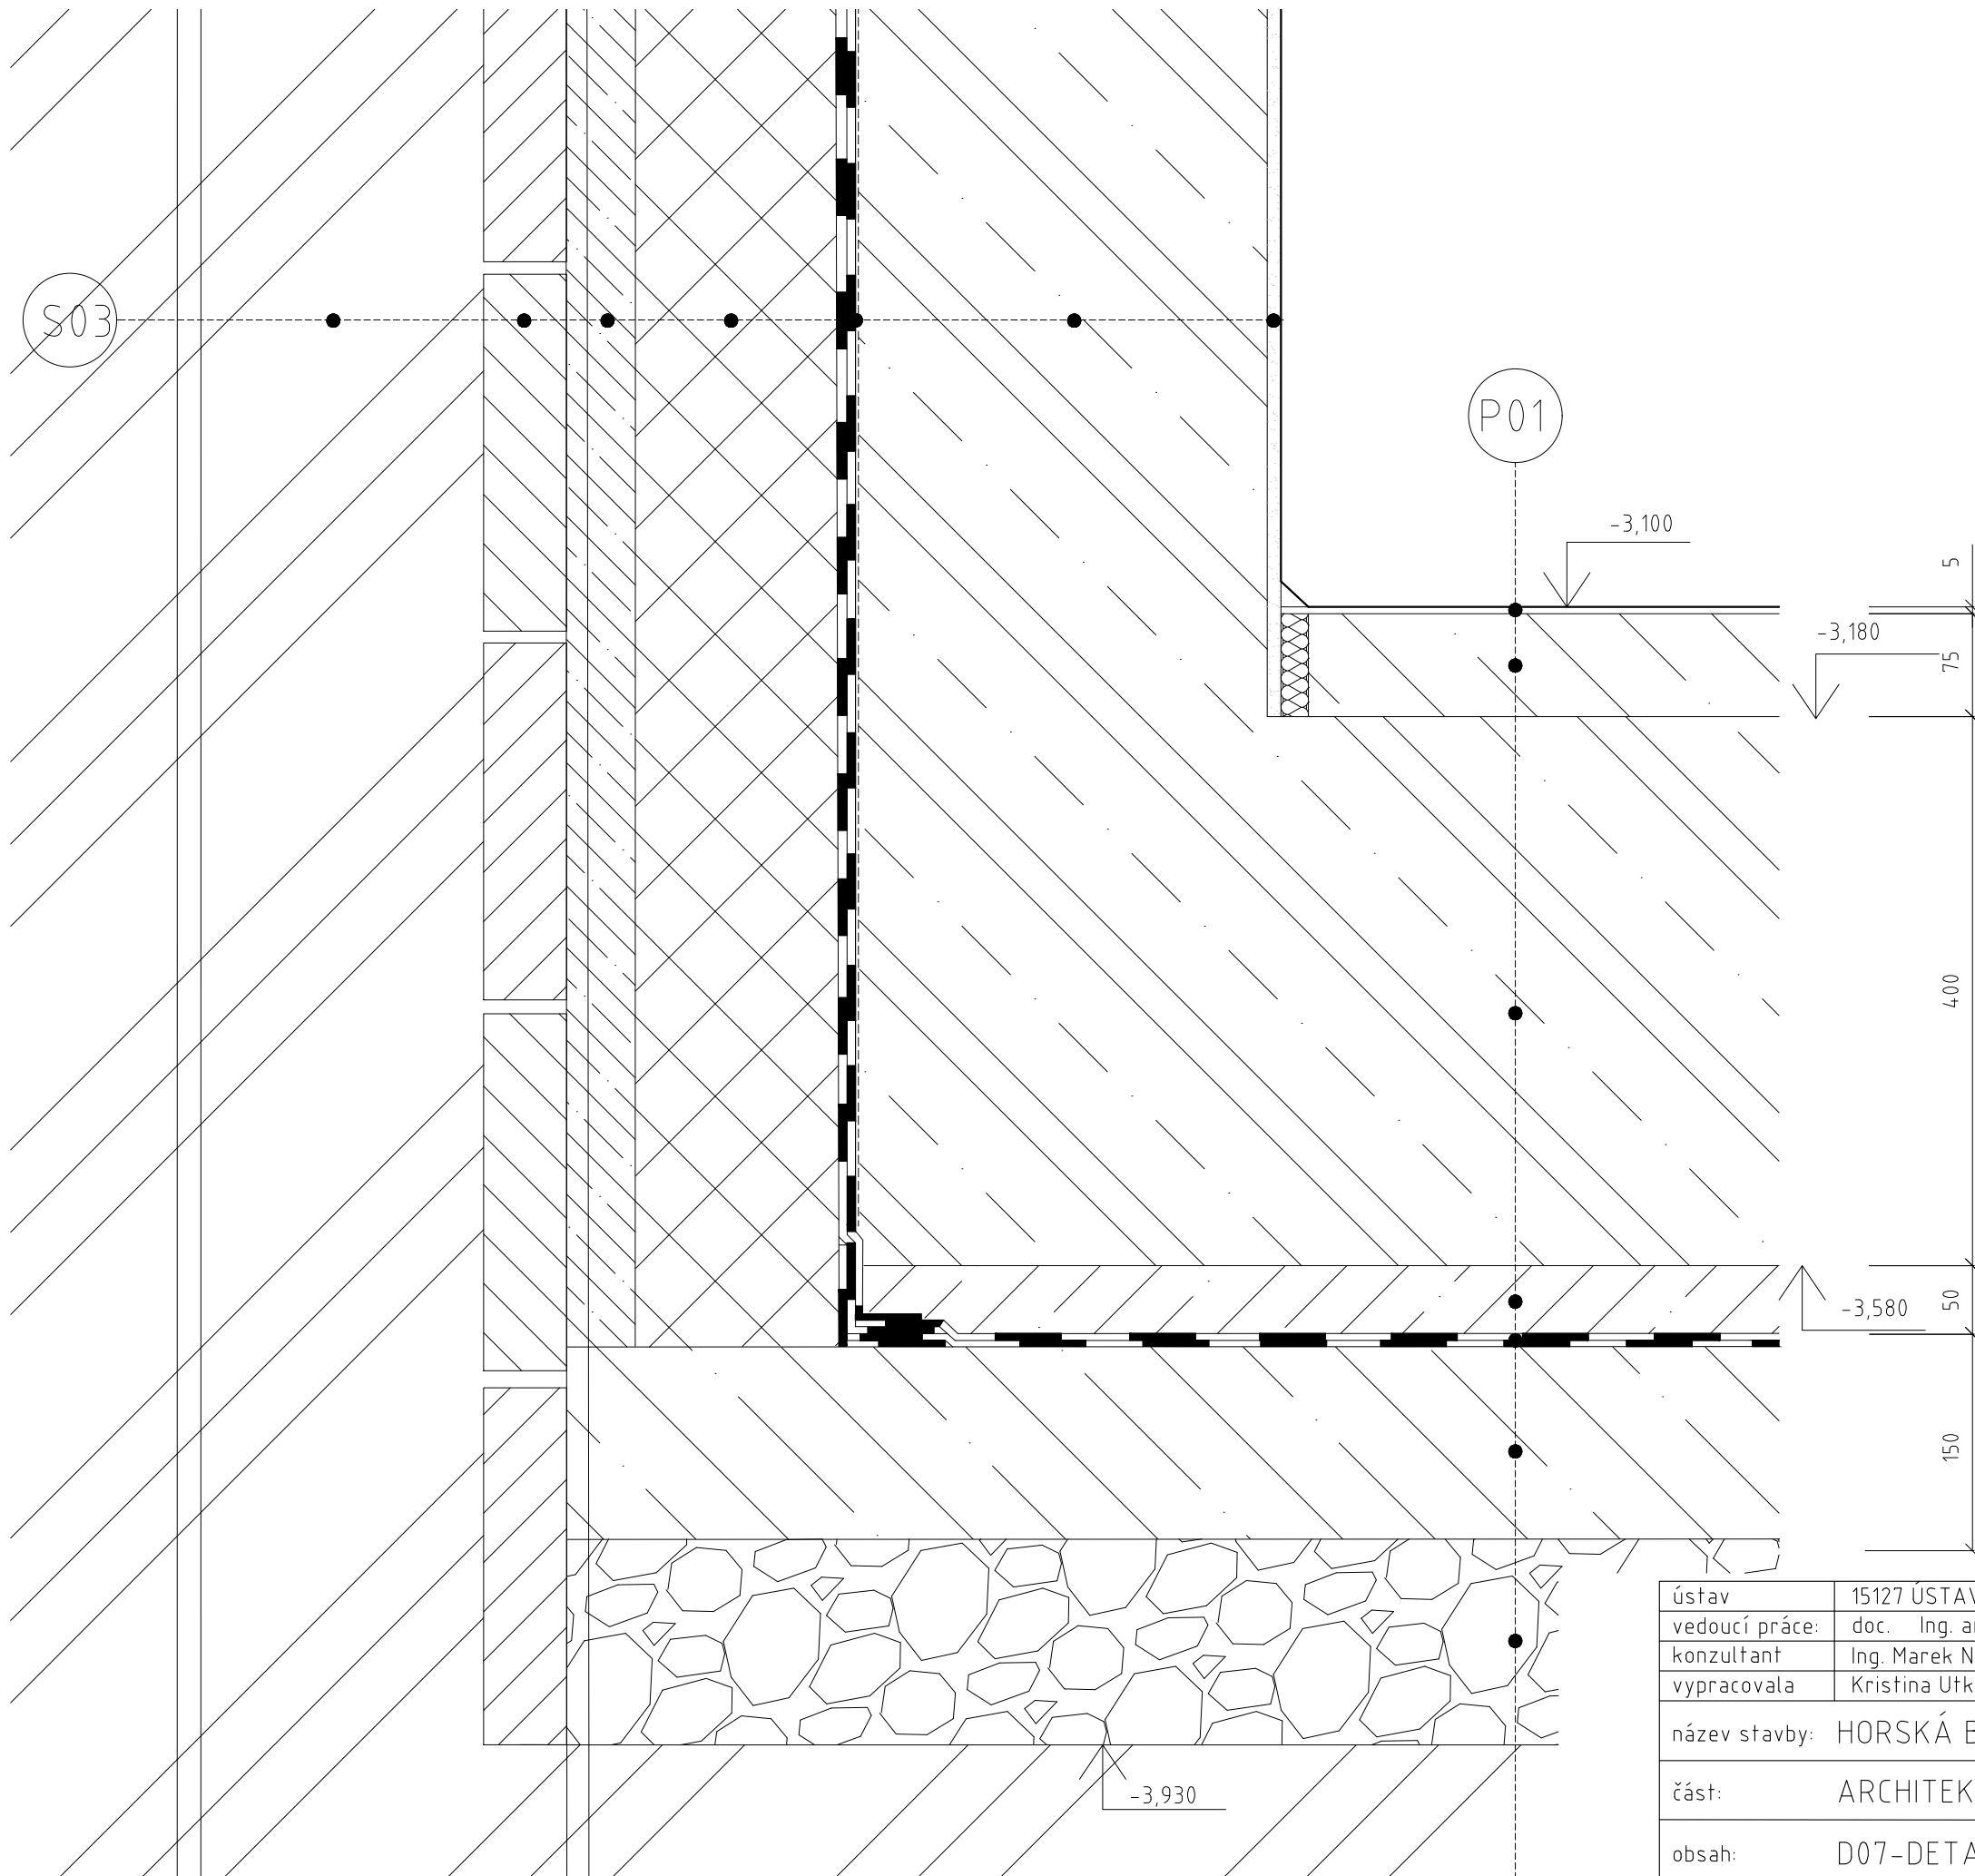 S03
P01
-3,100
5
-3,180
75
400
50
-3,580
150
-3,930
ústav 15127 ÚSTAV
vedoucí práce: doc. Ing. a
konzultant Ing. Marek N
vypracovala Kristina Utk
název stavby: HORSKÁ B
část: ARCHITEK
obsah: D07-DETA